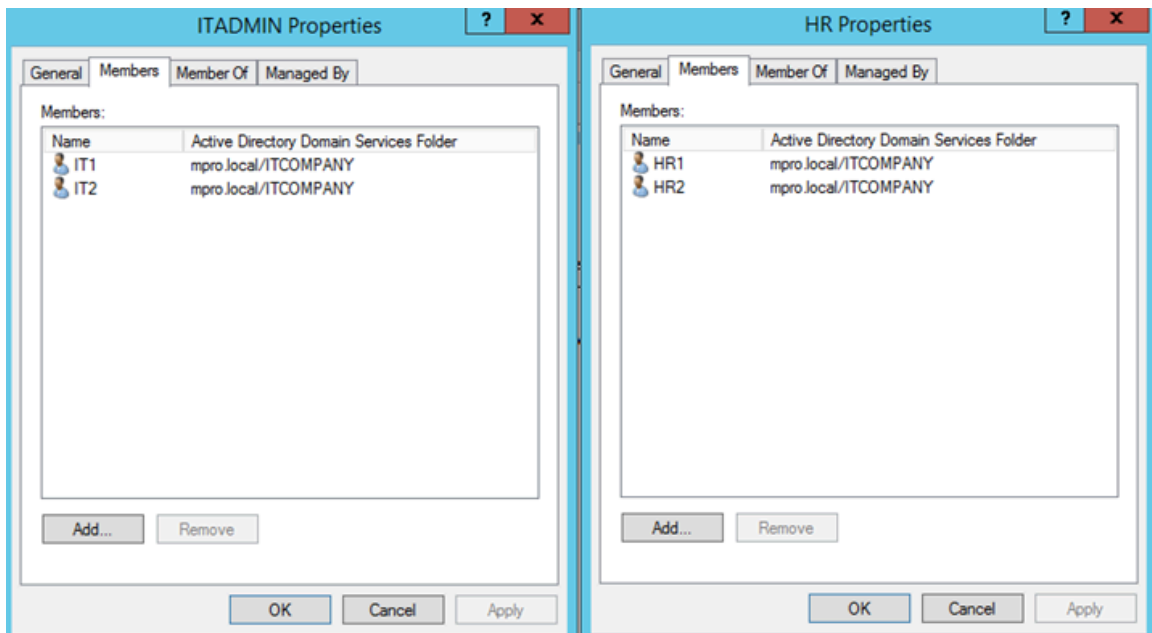 ITADMIN Properties
? x
General Members Member Of Managed By
Members:
Name Active Directory Domain Services Folder
IT1 mpro.local/ITCOMPANY
IT2 mpro.local/ITCOMPANY
Add... Remove
OK Cancel Apply
HR Properties
? x
General Members Member Of Managed By
Members:
Name Active Directory Domain Services Folder
HR1 mpro.local/ITCOMPANY
HR2 mpro.local/ITCOMPANY
Add... Remove
OK Cancel Apply